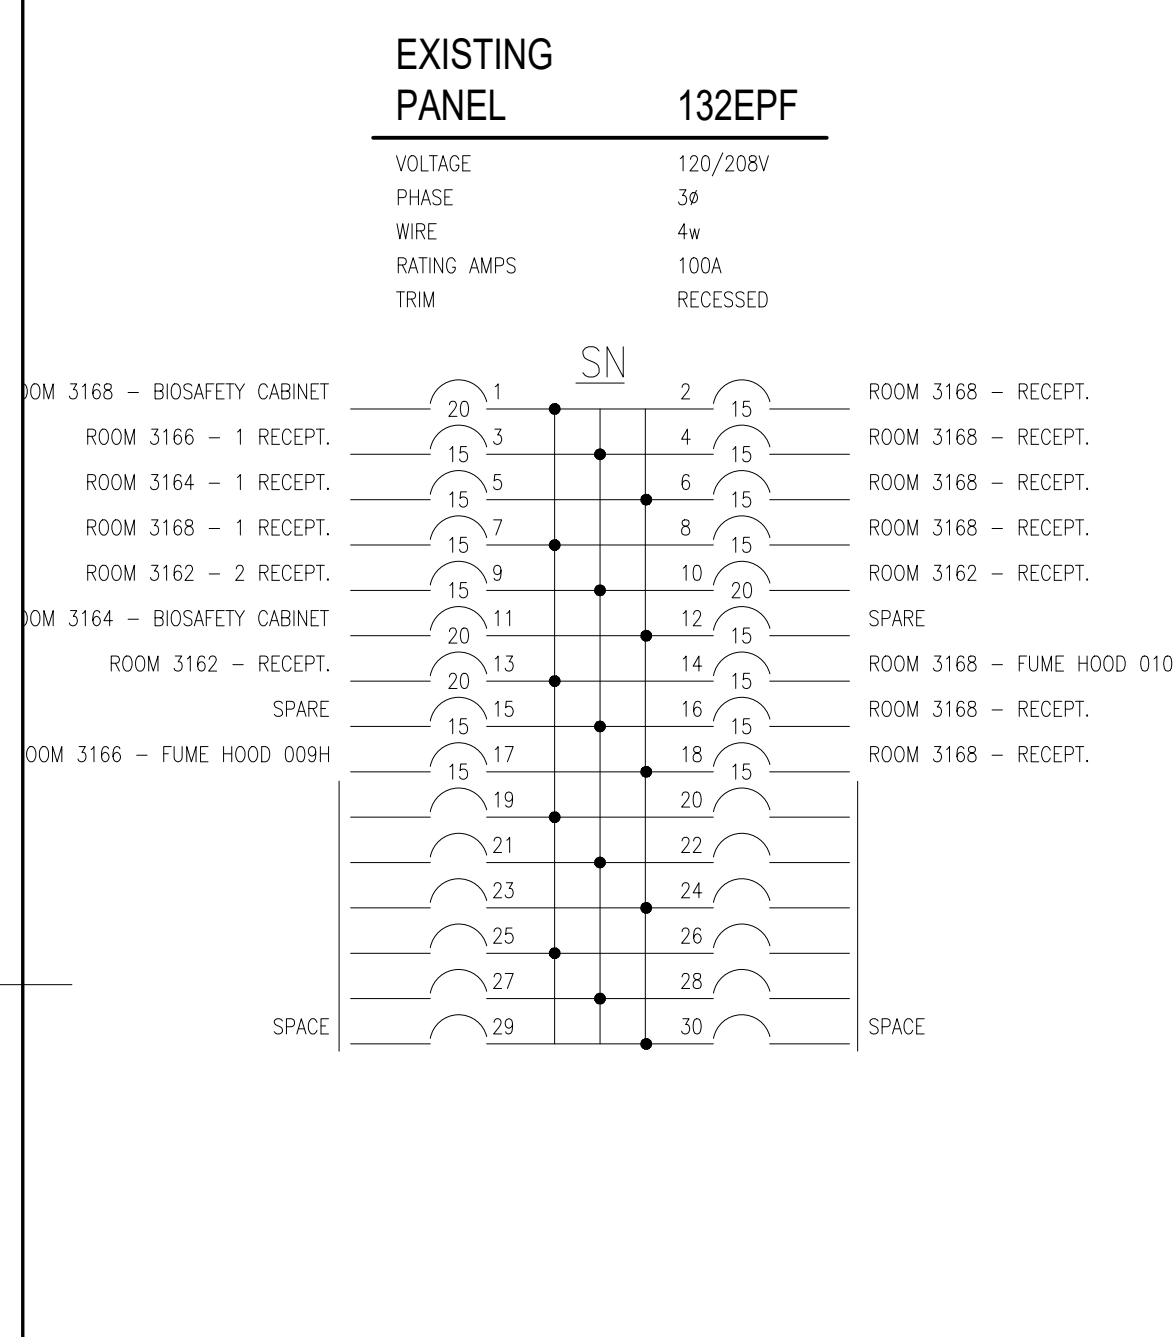 EXISTING
PANEL 132EPF
VOLTAGE 120/208V
PHASE 3ø
WIRE 4w
RATING AMPS 100A
TRIM RECESSED
SN
3168 – BIOSAFETY CABINET 20 1 2 15 ROOM 3168 – RECEPT.
ROOM 3166 – 1 RECEPT. 15 3 4 15 ROOM 3168 – RECEPT.
ROOM 3164 – 1 RECEPT. 15 5 6 15 ROOM 3168 – RECEPT.
ROOM 3168 – 1 RECEPT. 15 7 8 15 ROOM 3168 – RECEPT.
ROOM 3162 – 2 RECEPT. 15 9 10 20 ROOM 3162 – RECEPT.
3164 – BIOSAFETY CABINET 20 11 12 15 SPARE
ROOM 3162 – RECEPT. 20 13 14 15 ROOM 3168 – FUME HOOD 010
SPARE 15 15 16 15 ROOM 3168 – RECEPT.
OOM 3166 – FUME HOOD 009H 15 17 18 15 ROOM 3168 – RECEPT.
19 20
21 22
23 24
25 26
27 28
SPACE 29 30 SPACE